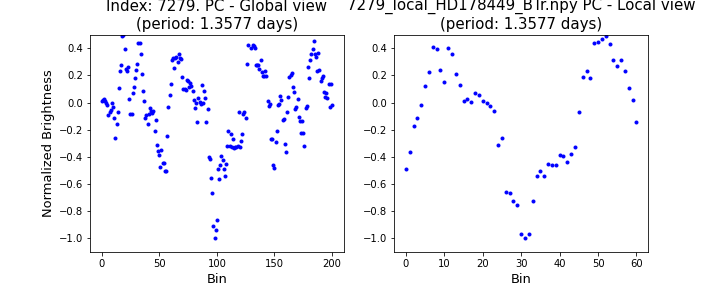 Index: 7279. PC - Global view
(period: 1.3577 days)
7279_local_HD178449_BTfr.npy PC - Local view
(period: 1.3577 days)
Normalized Brightness
0.4
0.2
0.0
−0.2
−0.4
−0.6
−0.8
−1.0
0 50 100 150 200
Bin
0.4
0.2
0.0
−0.2
−0.4
−0.6
−0.8
−1.0
0 10 20 30 40 50 60
Bin